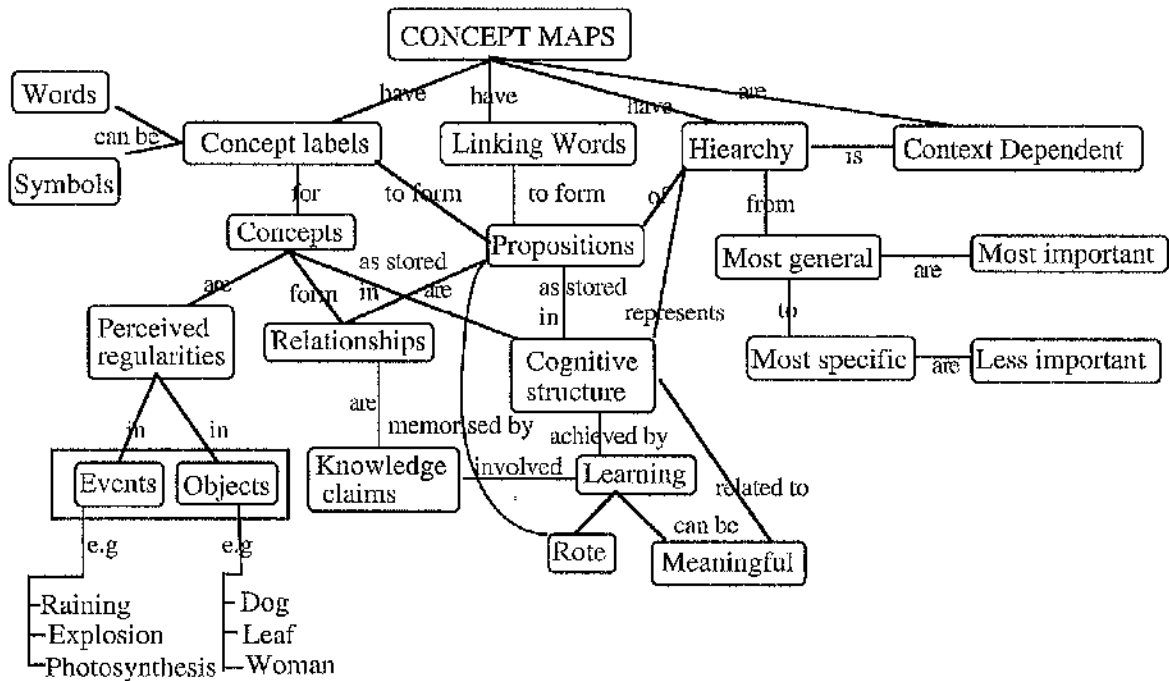 CONCEPT MAPS
have
have
have
are
Words
can be
Symbols
Concept labels
Linking Words
Hiearchy
is
Context Dependent
for
to form
to form
of
from
Concepts
Propositions
Most general
are
Most important
are
form
as stored
in
are
as stored
in
represents
to
Perceived
regularities
Relationships
Cognitive
structure
Most specific
are
Less important
in
in
are
memorised by
achieved by
Events
Objects
Knowledge
claims
involved
Learning
related to
can be
Rote
Meaningful
e.g
e.g
Raining
Explosion
Photosynthesis
Dog
Leaf
Woman